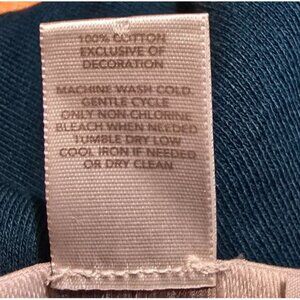 100% COTTON
EXCLUSIVE OF
DECORATION
MACHINE WASH COLD
GENTLE CYCLE
ONLY NON-CHLORINE
BLEACH WHEN NEEDED
TUMBLE DRY LOW
COOL IRON IF NEEDED
OR DRY CLEAN